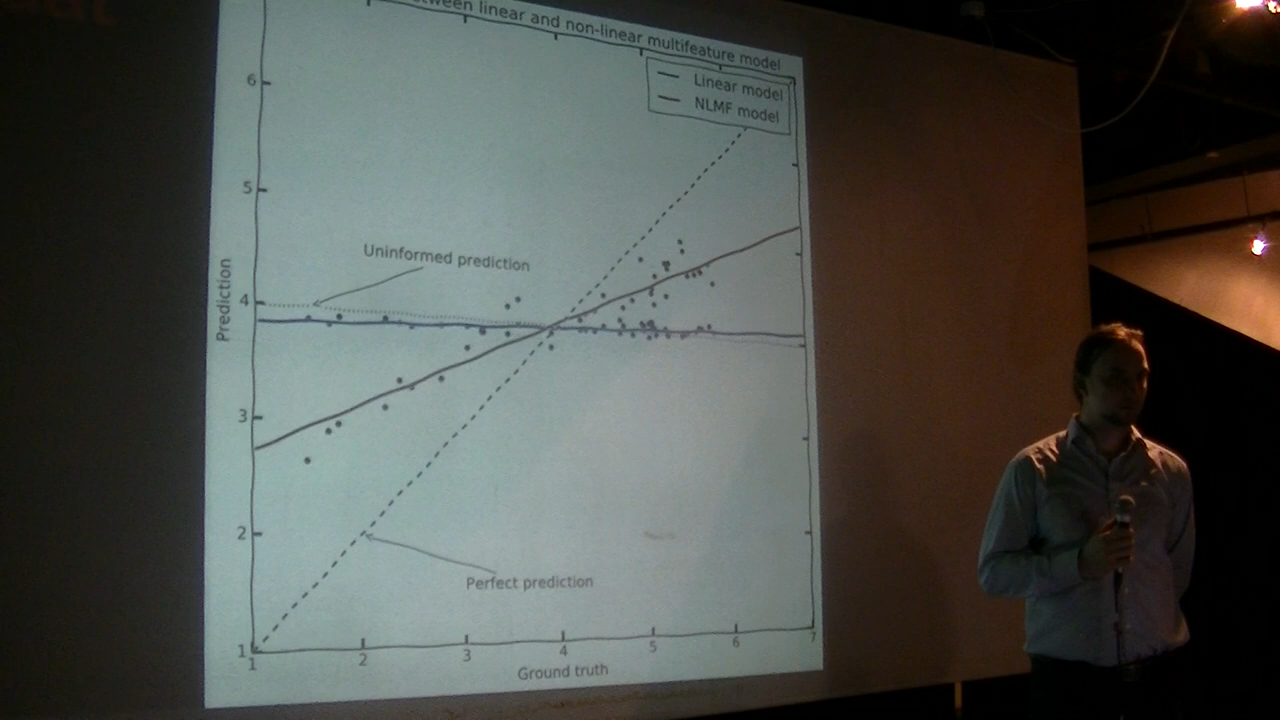 between linear and non-linear multifeature model
Linear model
NLMF model
6
5
4
3
2
1
Prediction
Uninformed prediction
Perfect prediction
1 2 3 4 5 6 7
Ground truth